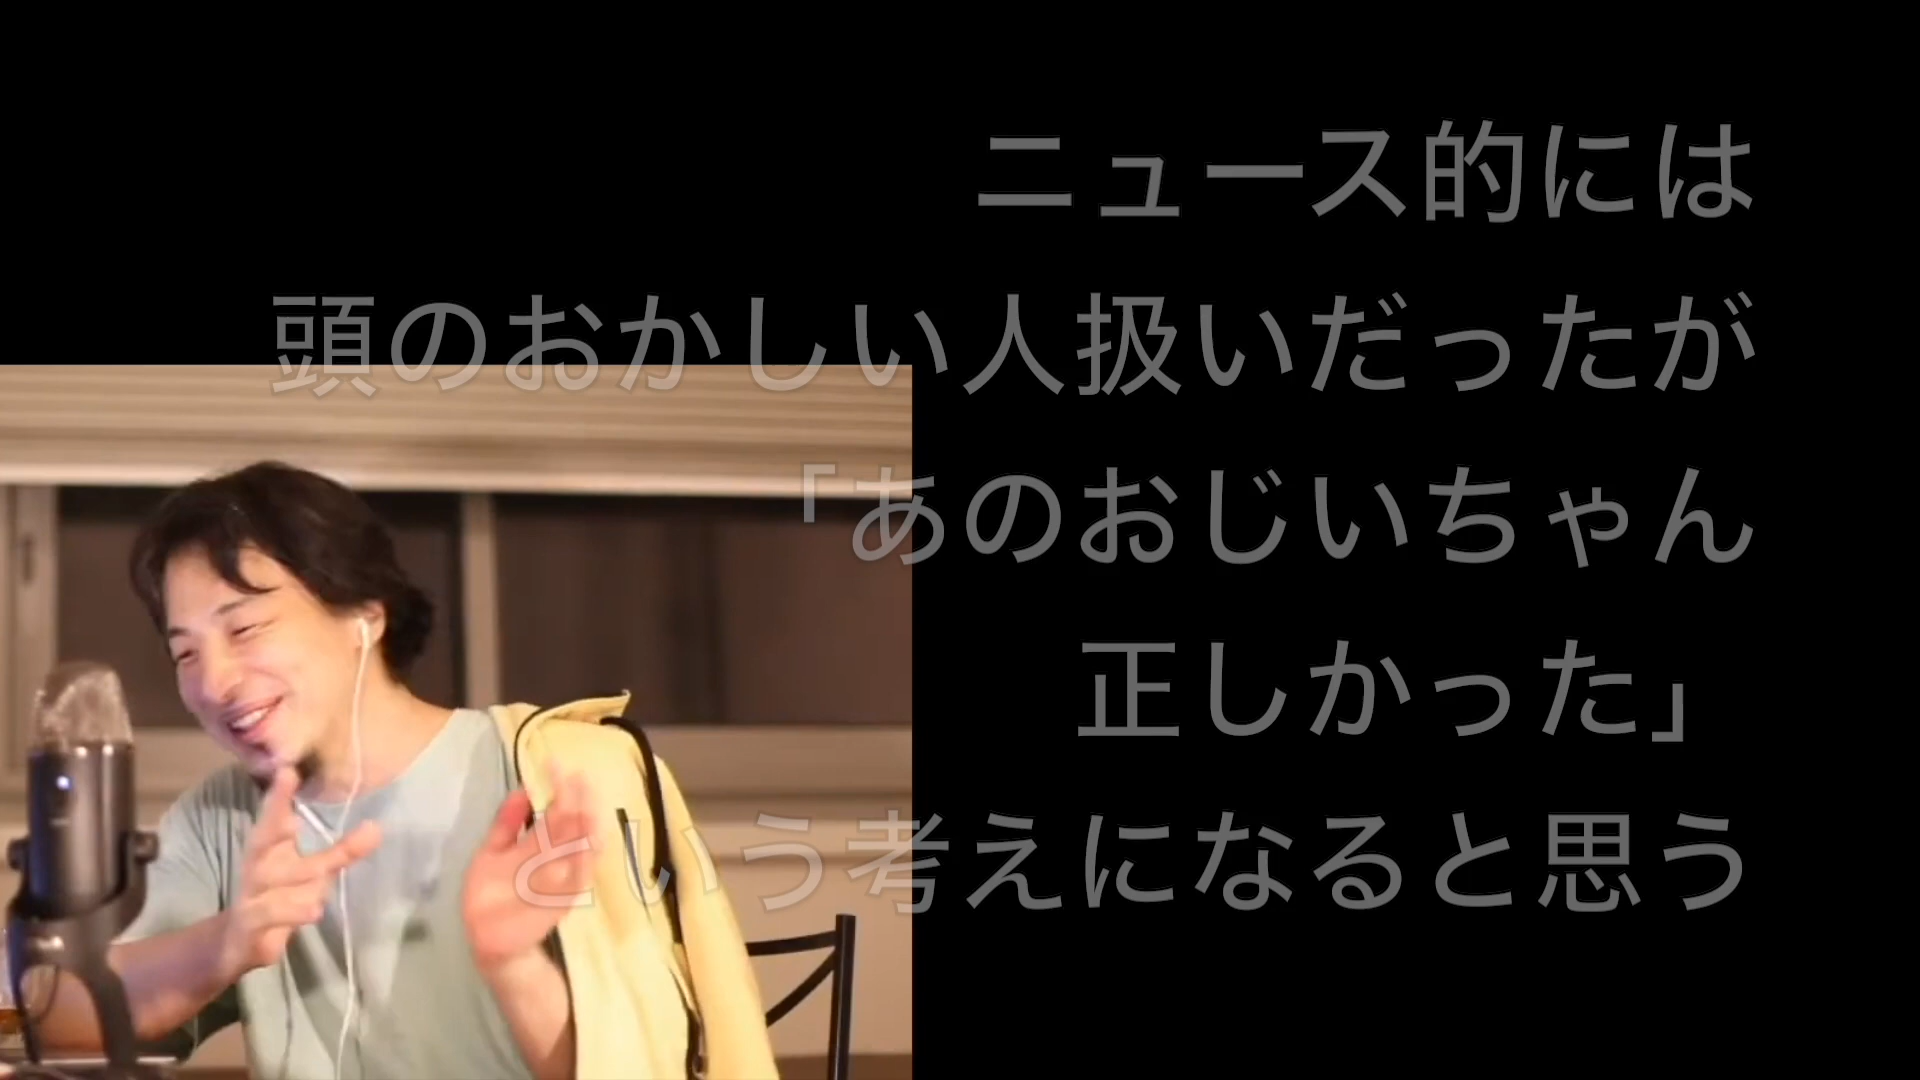 ニュース的には
頭のおかしい人扱いだったが
「あのおじいちゃん
正しかった」
という考えになると思う